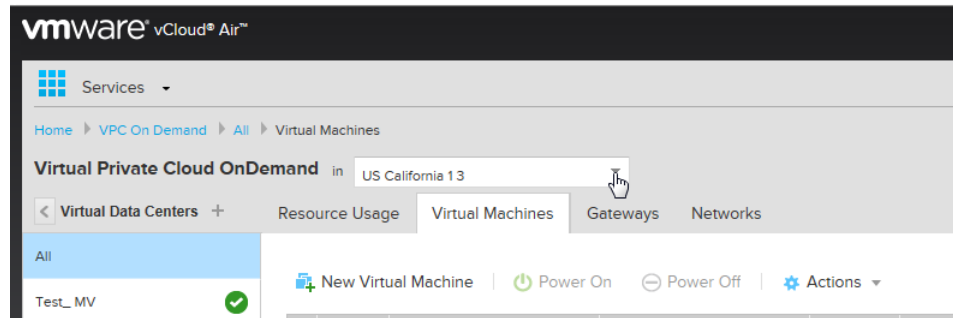 vmware® vCloud® Air™
Services
Home VPC On Demand All Virtual Machines
Virtual Private Cloud OnDemand in US California 1 3
Virtual Data Centers + Resource Usage Virtual Machines Gateways Networks
All
New Virtual Machine Power On Power Off Actions
Test_ MV